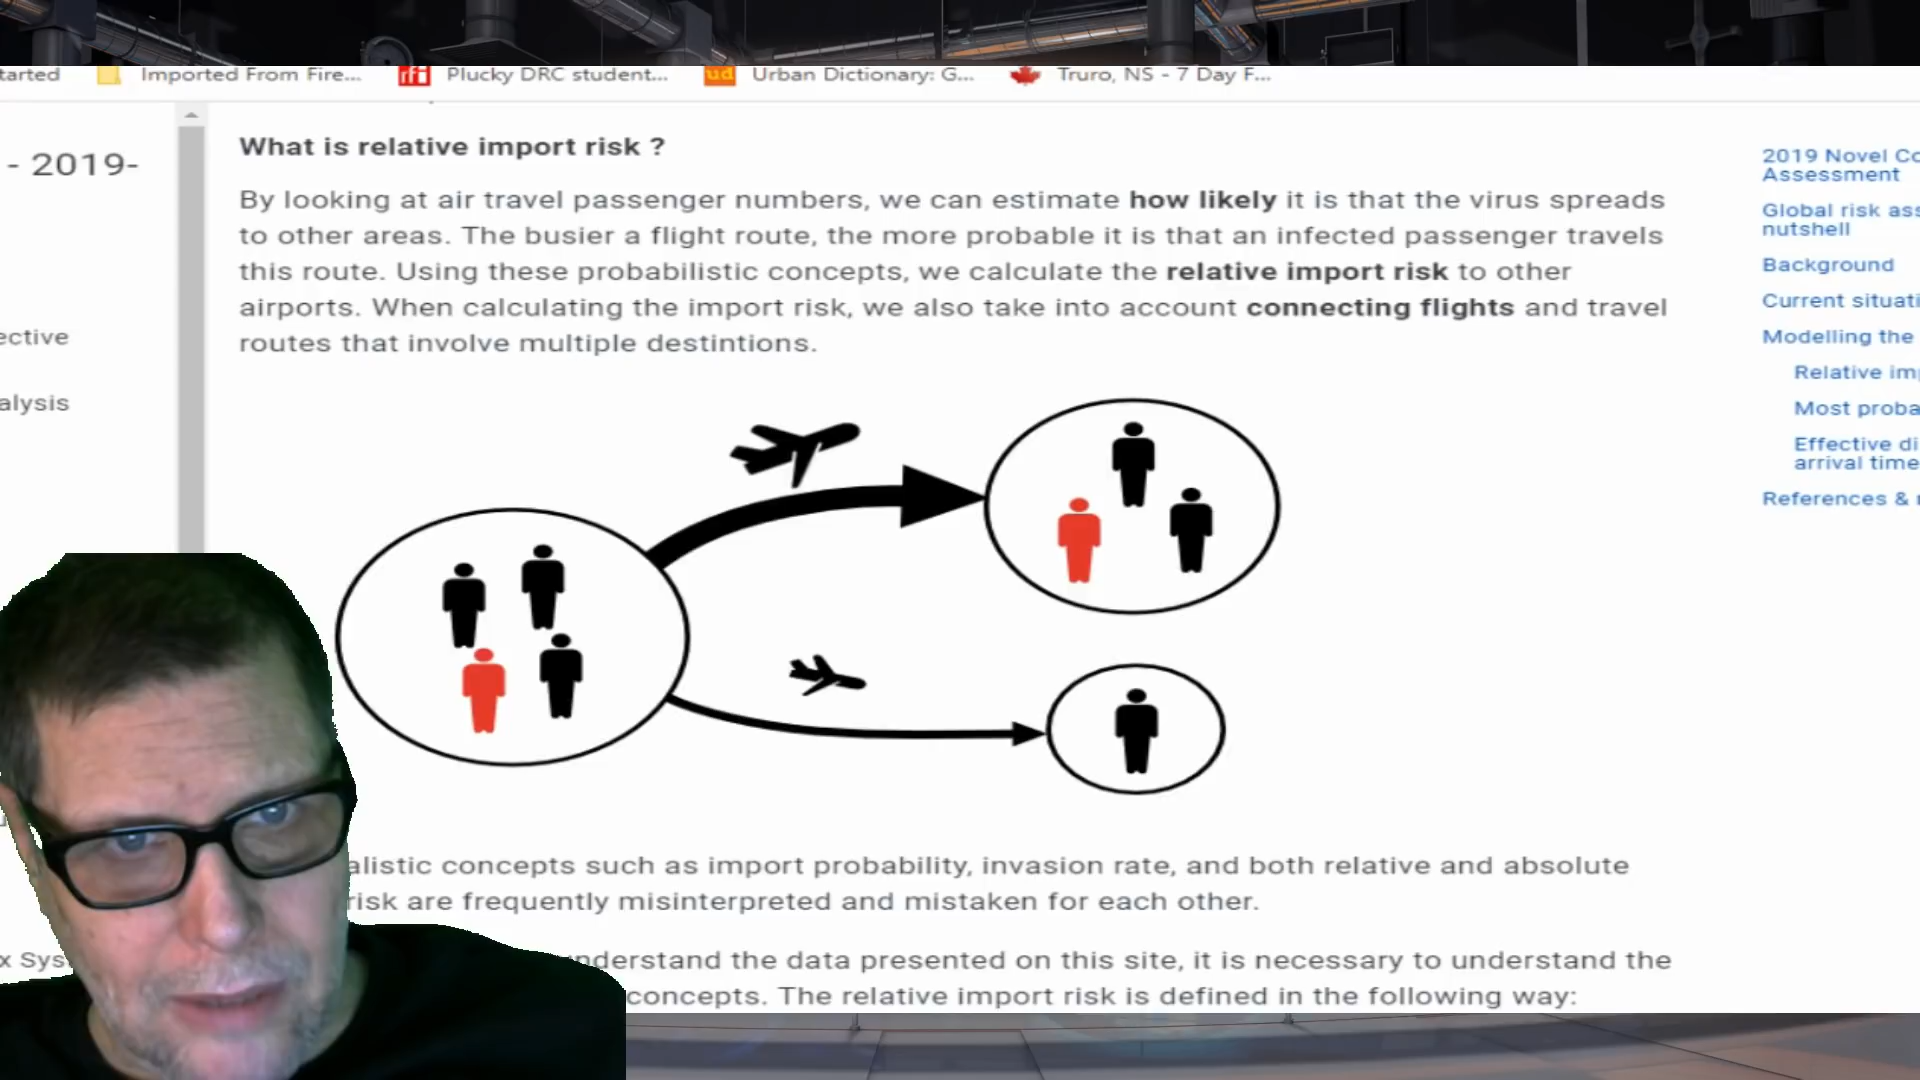 tarted Imported From Fire... rfi Plucky DRC student... ud Urban Dictionary: G... Truro, NS - 7 Day F...
- 2019-
ective
alysis
x Sys
What is relative import risk ?
By looking at air travel passenger numbers, we can estimate how likely it is that the virus spreads
to other areas. The busier a flight route, the more probable it is that an infected passenger travels
this route. Using these probabilistic concepts, we calculate the relative import risk to other
airports. When calculating the import risk, we also take into account connecting flights and travel
routes that involve multiple destintions.
alistic concepts such as import probability, invasion rate, and both relative and absolute
risk are frequently misinterpreted and mistaken for each other.
nderstand the data presented on this site, it is necessary to understand the
concepts. The relative import risk is defined in the following way:
2019 Novel Co
Assessment
Global risk ass
nutshell
Background
Current situati
Modelling the
Relative imp
Most proba
Effective di
arrival time
References & r